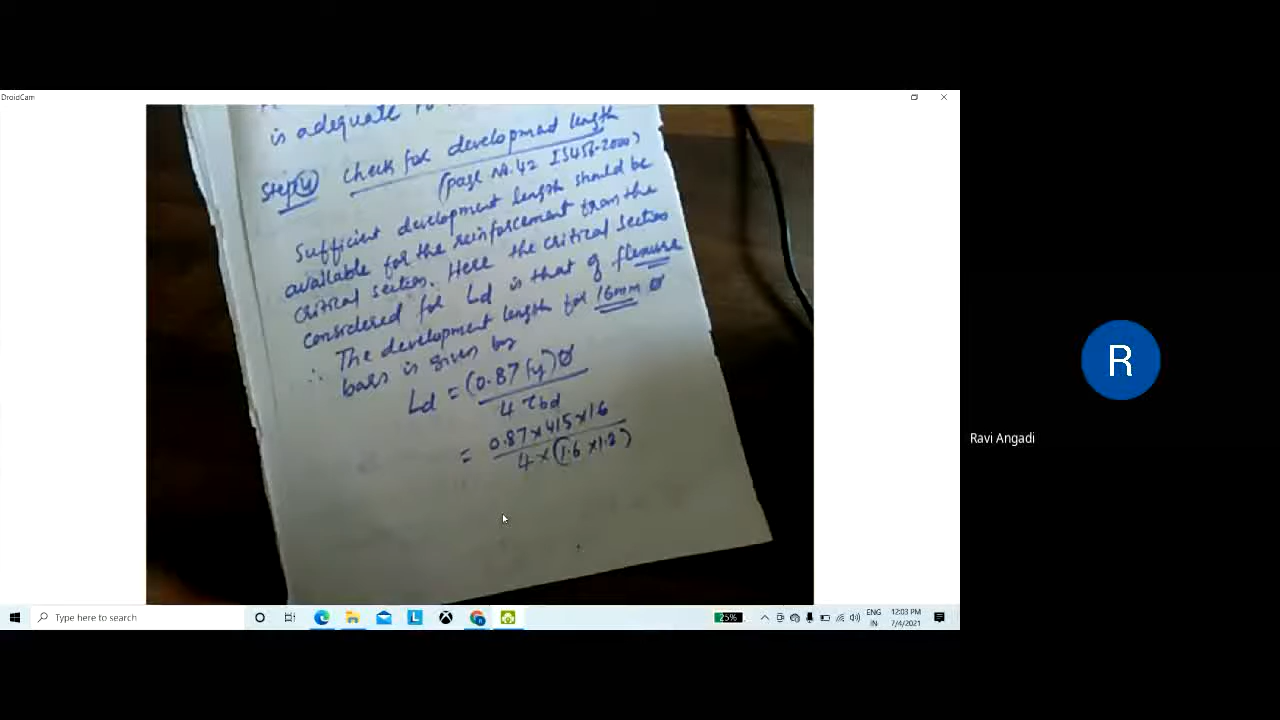 DroidCam
is adequate
Step 4 Check for development length
(page No. 42 IS456-2000)
Sufficient development length should be
available for the reinforcement from the
critical section. Here the critical section
considered for Ld is that of flexure
∴ The development length for 16mm Ø
bars is given by
Ld = (0.87 fy) Ø
4 τbd
= 0.87×415×16
4 × (1.6 × 1.2)
R
Ravi Angadi
Type here to search
25%
ENG
IN
12:03 PM
7/4/2021